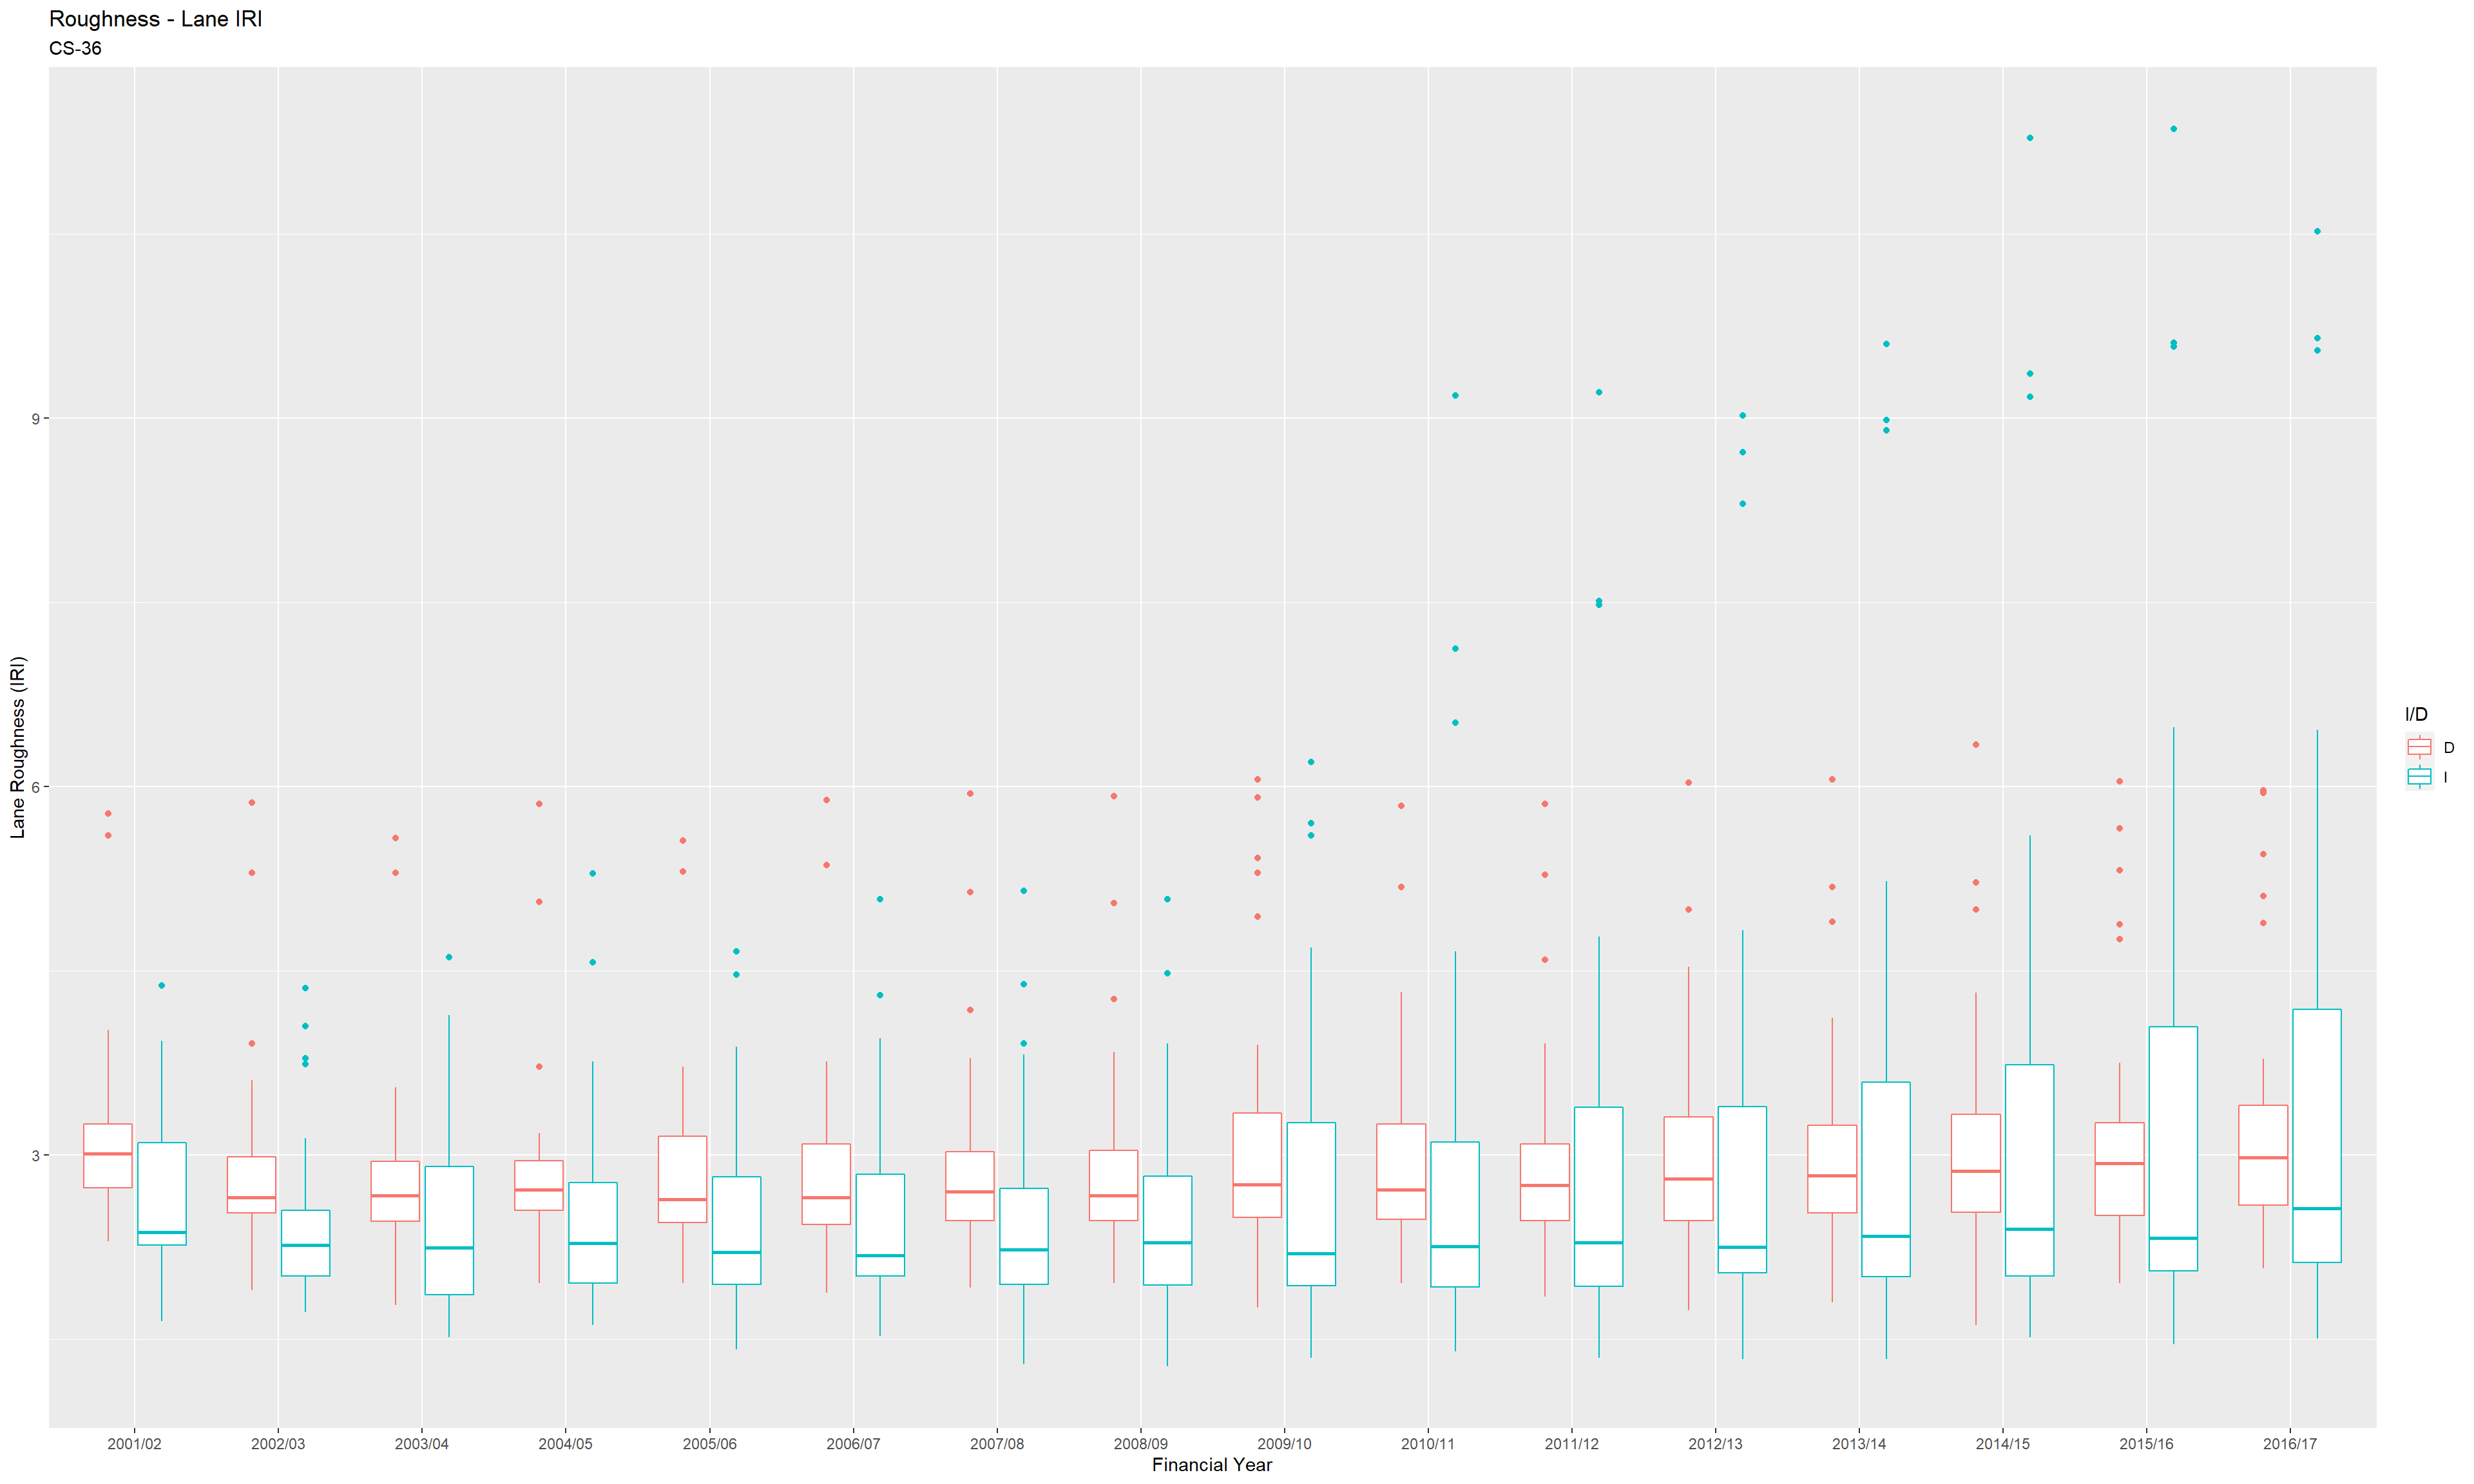 Roughness - Lane IRI
CS-36
Lane Roughness (IRI)
9
6
3
2001/02 2002/03 2003/04 2004/05 2005/06 2006/07 2007/08 2008/09 2009/10 2010/11 2011/12 2012/13 2013/14 2014/15 2015/16 2016/17
Financial Year
I/D
D
I